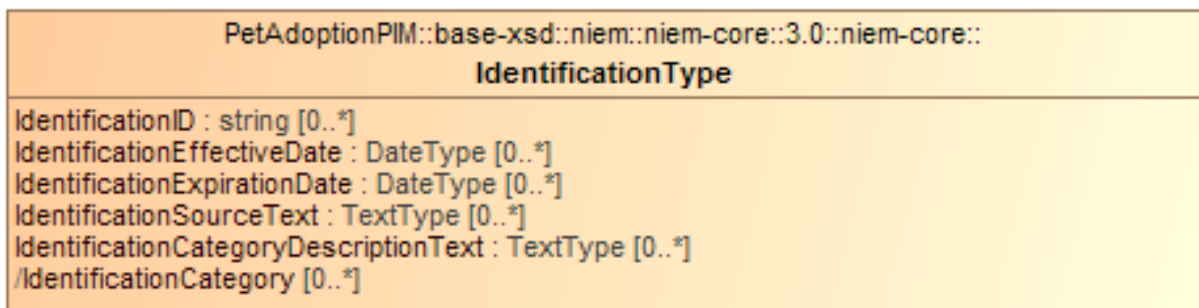 PetAdoptionPIM::base-xsd::niem::niem-core::3.0::niem-core::
IdentificationType
IdentificationID : string [0..*]
IdentificationEffectiveDate : DateType [0..*]
IdentificationExpirationDate : DateType [0..*]
IdentificationSourceText : TextType [0..*]
IdentificationCategoryDescriptionText : TextType [0..*]
/IdentificationCategory [0..*]